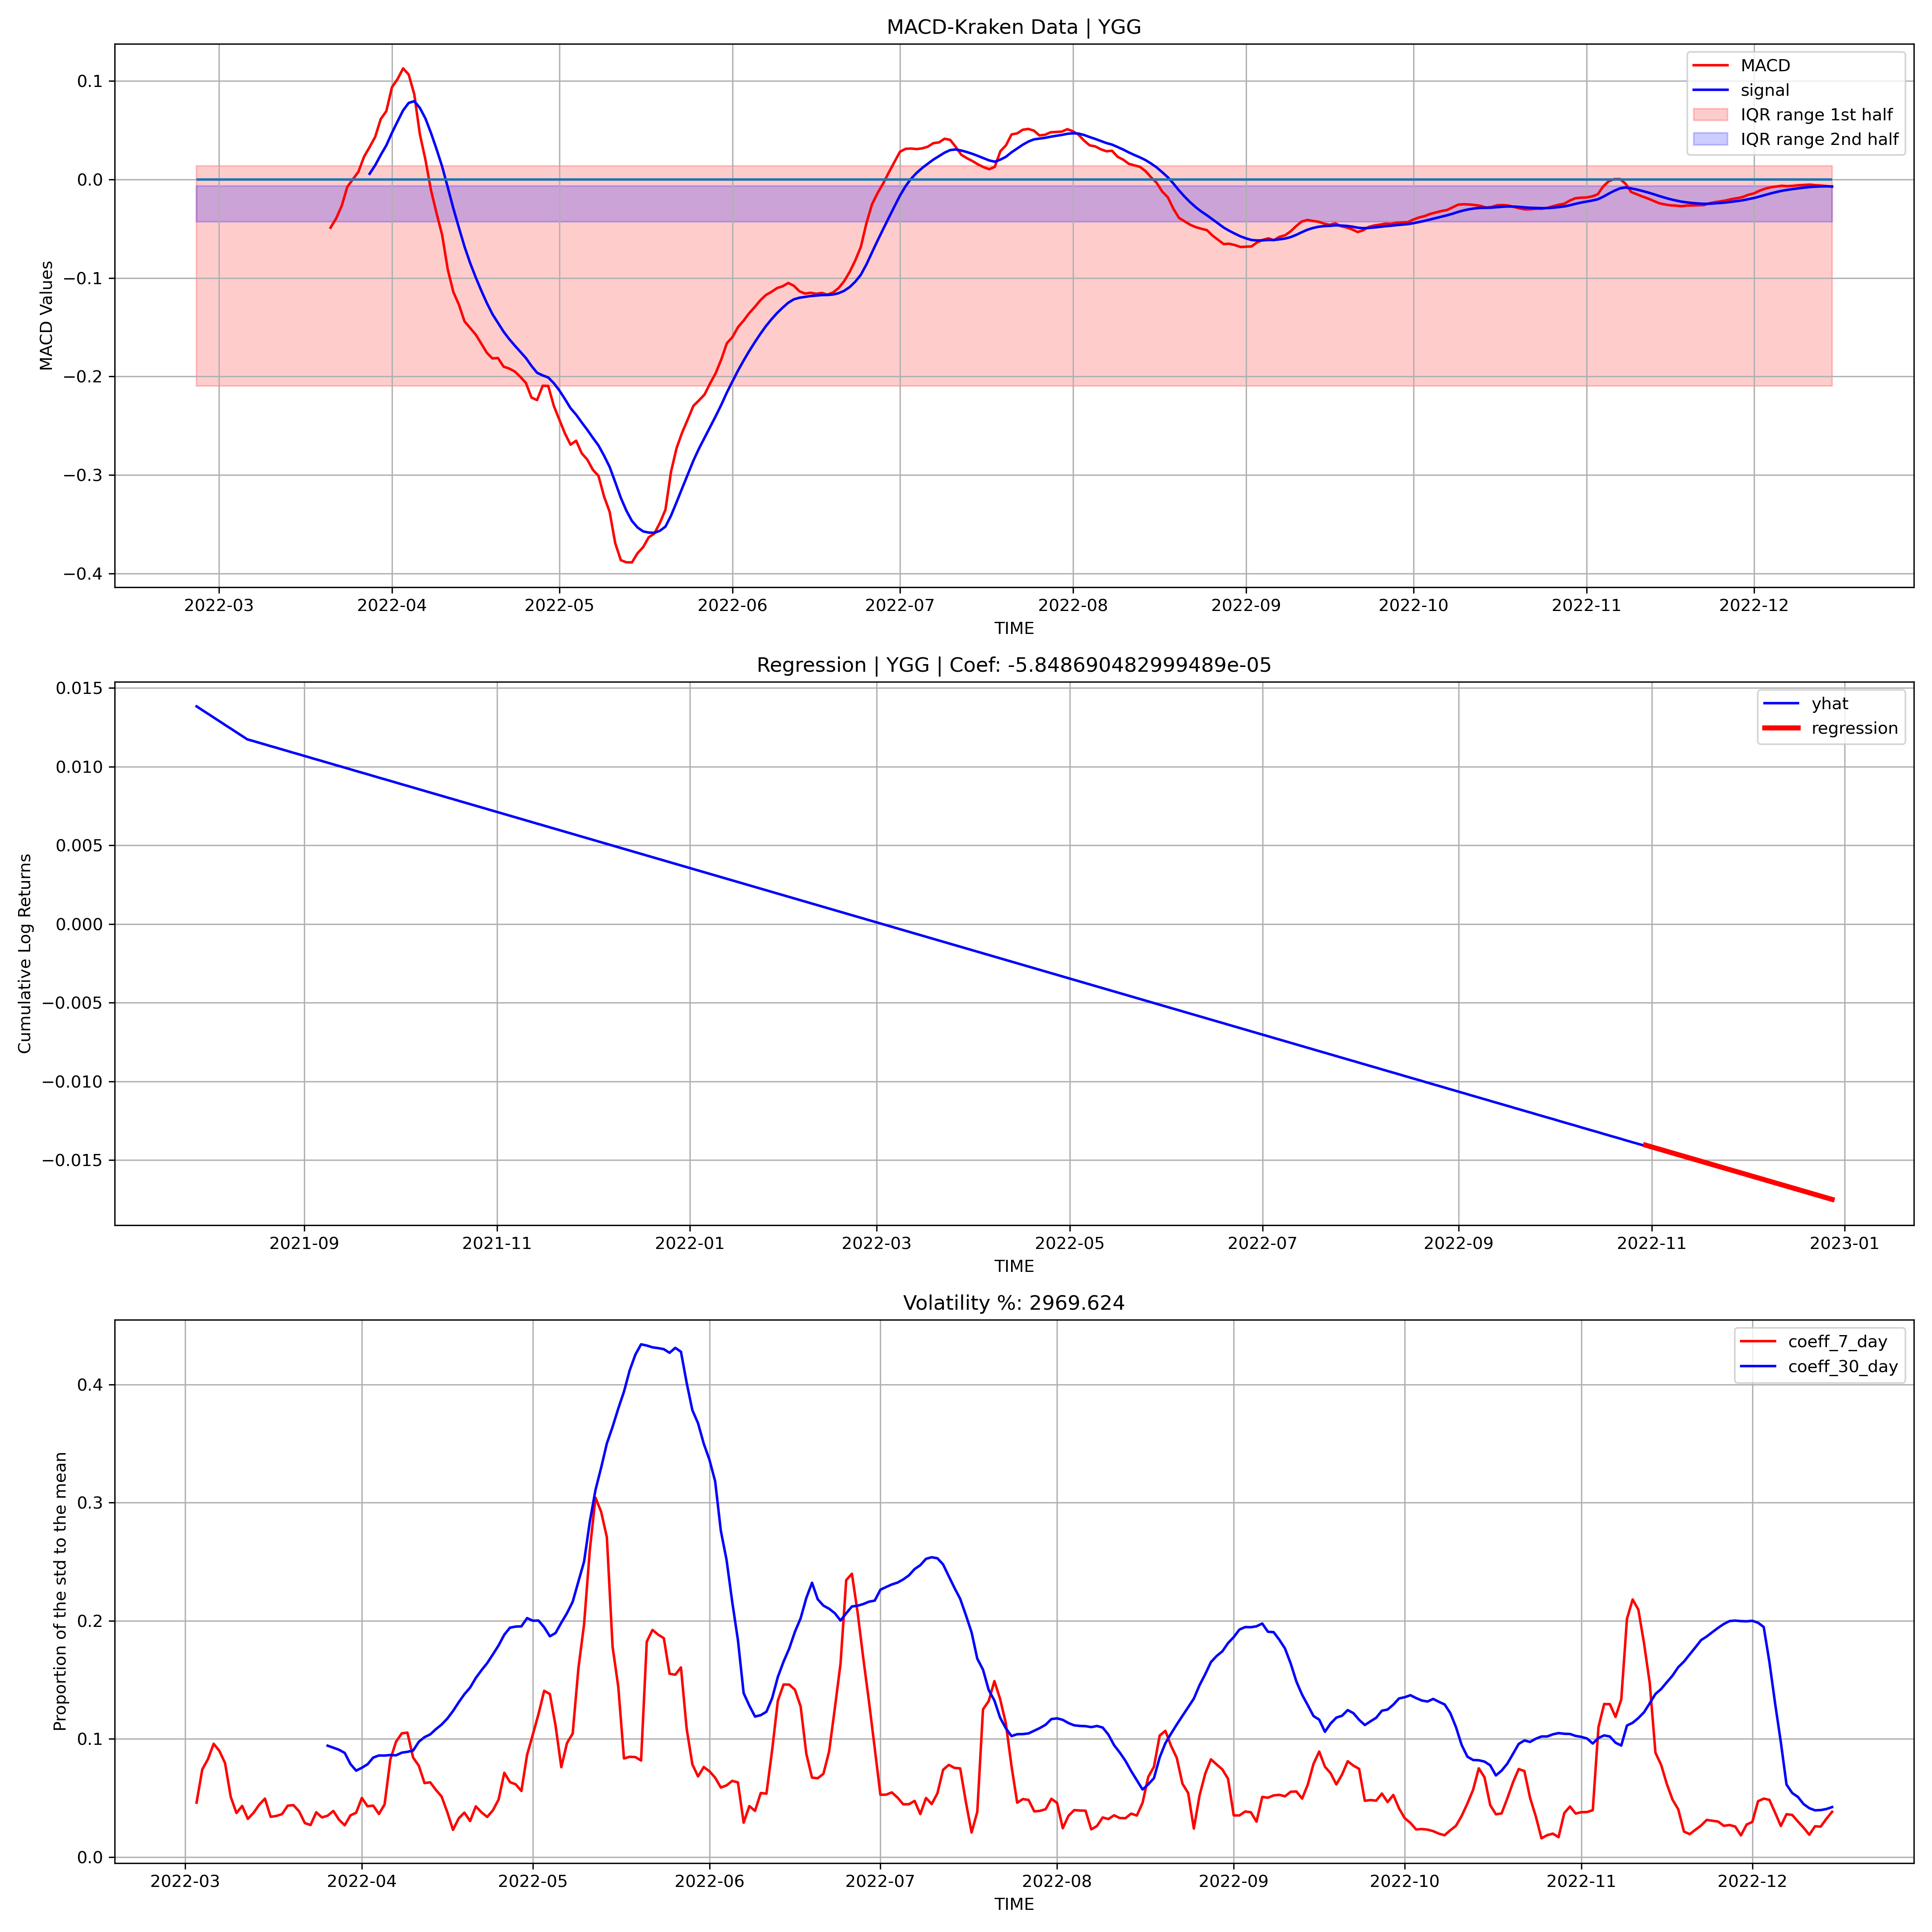 MACD-Kraken Data | YGG
MACD
signal
IQR range 1st half
IQR range 2nd half
0.1
0.0
−0.1
−0.2
−0.3
−0.4
MACD Values
2022-03 2022-04 2022-05 2022-06 2022-07 2022-08 2022-09 2022-10 2022-11 2022-12
TIME
Regression | YGG | Coef: -5.848690482999489e-05
yhat
regression
0.015
0.010
0.005
0.000
−0.005
−0.010
−0.015
Cumulative Log Returns
2021-09 2021-11 2022-01 2022-03 2022-05 2022-07 2022-09 2022-11 2023-01
TIME
Volatility %: 2969.624
coeff_7_day
coeff_30_day
0.4
0.3
0.2
0.1
0.0
Proportion of the std to the mean
2022-03 2022-04 2022-05 2022-06 2022-07 2022-08 2022-09 2022-10 2022-11 2022-12
TIME